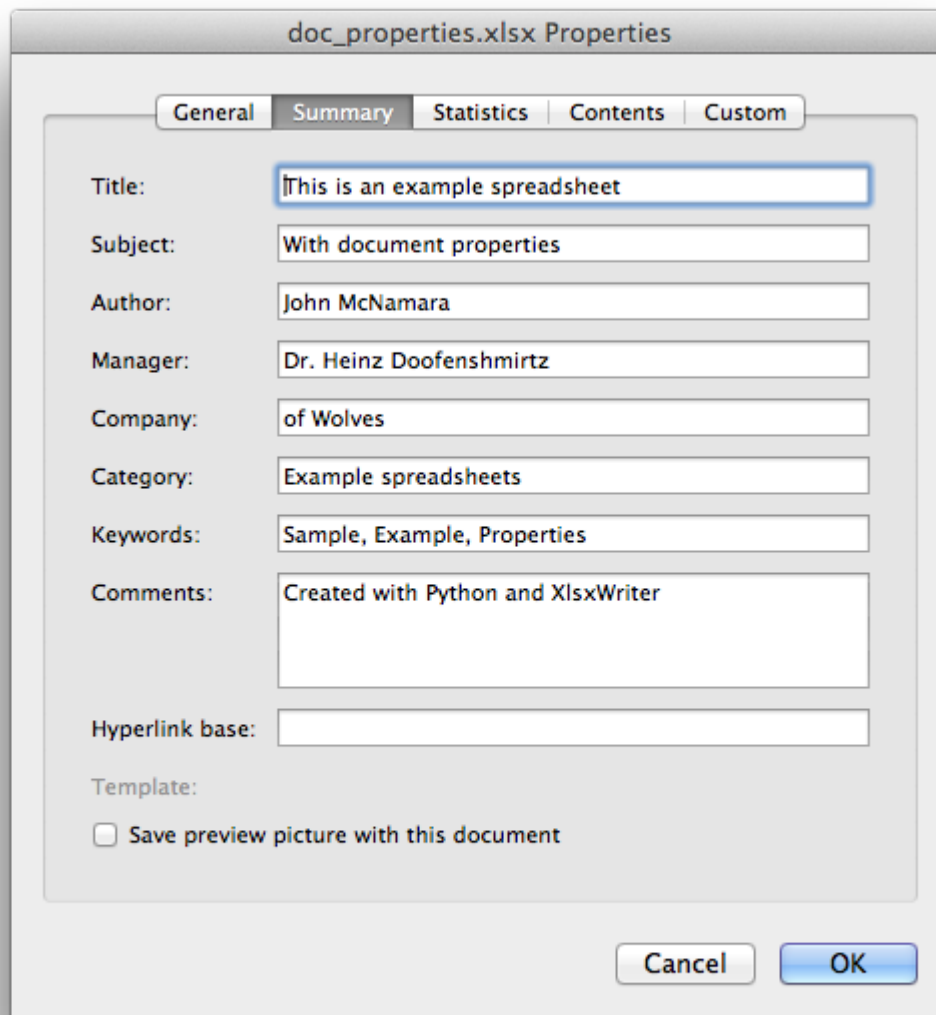 doc_properties.xlsx Properties
General Summary Statistics Contents Custom
Title: This is an example spreadsheet
Subject: With document properties
Author: John McNamara
Manager: Dr. Heinz Doofenshmirtz
Company: of Wolves
Category: Example spreadsheets
Keywords: Sample, Example, Properties
Comments: Created with Python and XlsxWriter
Hyperlink base:
Template:
Save preview picture with this document
Cancel OK